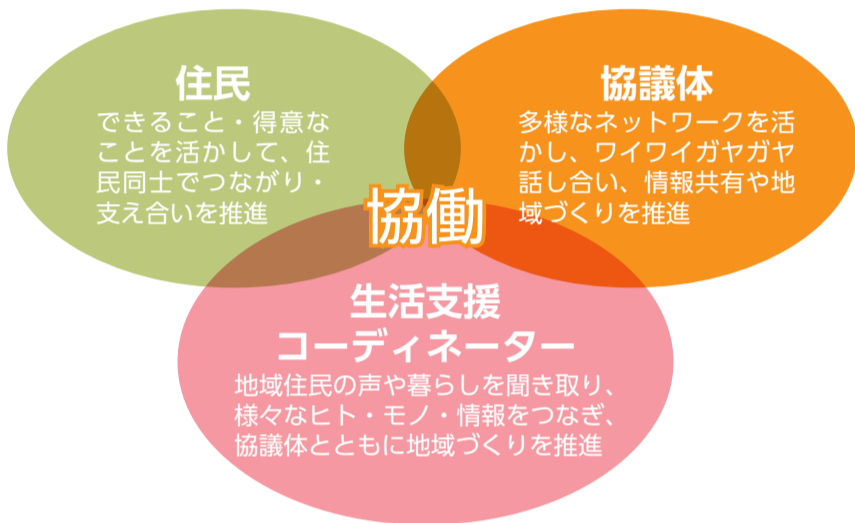 住民
できること・得意な
ことを活かして、住
民同士でつながり・
支え合いを推進
協議体
多様なネットワークを活
かし、ワイワイガヤガヤ
話し合い、情報共有や地
域づくりを推進
協働
生活支援
コーディネーター
地域住民の声や暮らしを聞き取り、
様々なヒト・モノ・情報をつなぎ、
協議体とともに地域づくりを推進